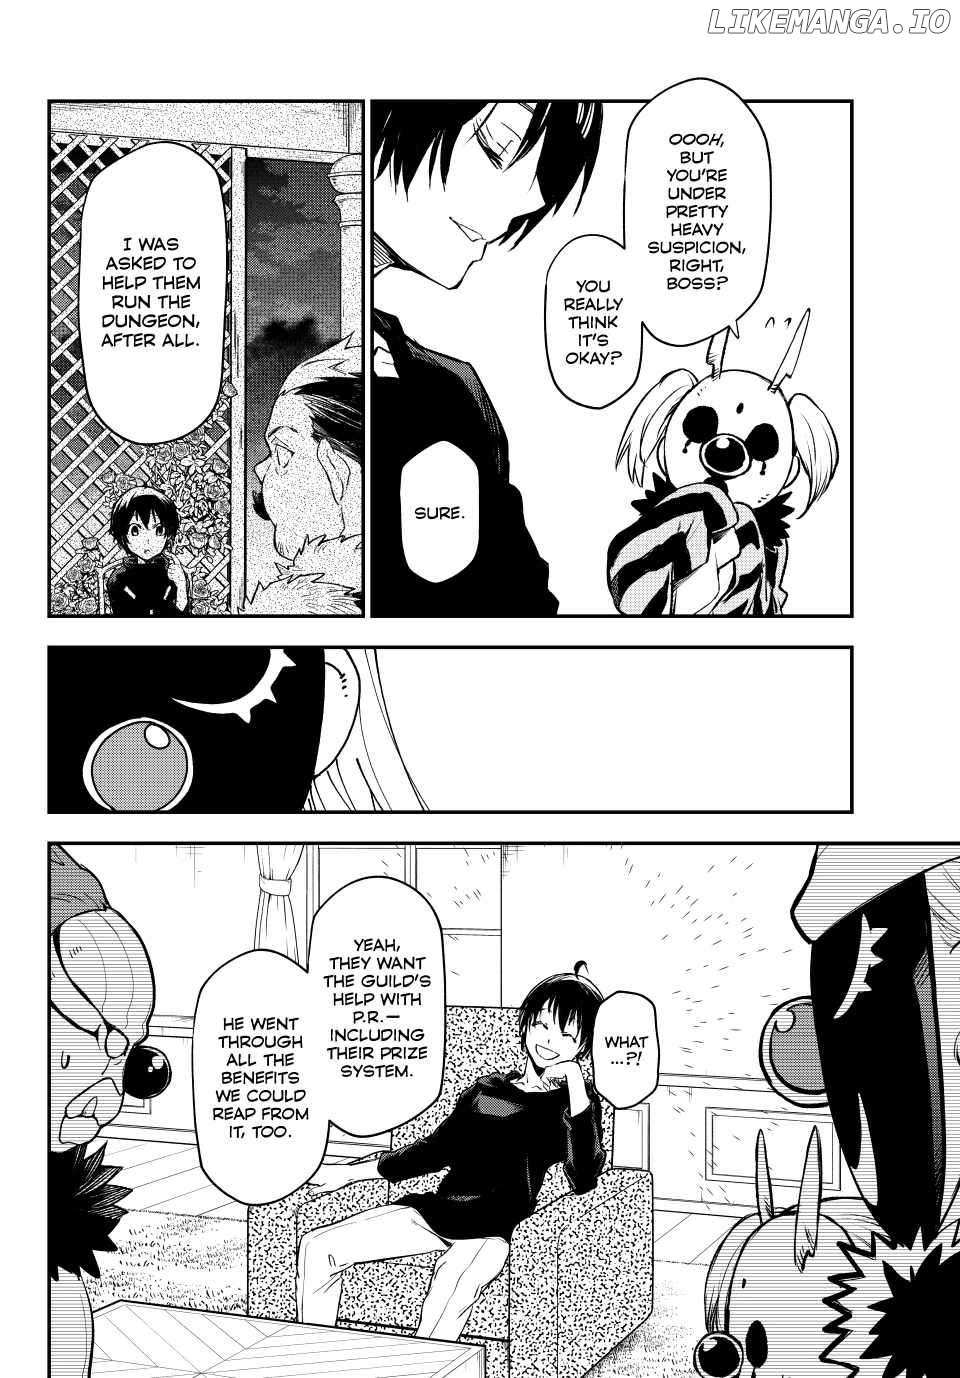 LIKEMANGA.IO
OOOH,
BUT
YOU'RE
UNDER
PRETTY
HEAVY
SUSPICION,
RIGHT,
BOSS?
YOU
REALLY
THINK
IT'S
OKAY?
SURE.
I WAS
ASKED TO
HELP THEM
RUN THE
DUNGEON,
AFTER ALL.
WHAT
...?!
YEAH,
THEY WANT
THE GUILD'S
HELP WITH
P.R.—
INCLUDING
THEIR PRIZE
SYSTEM.
HE WENT
THROUGH
ALL THE
BENEFITS
WE COULD
REAP FROM
IT, TOO.